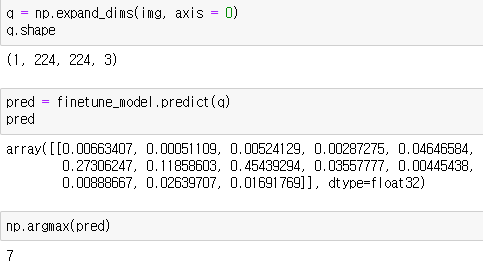 q = np.expand_dims(img, axis = 0)
q.shape
(1, 224, 224, 3)
pred = finetune_model.predict(q)
pred
array([[0.00663407, 0.00051109, 0.00524129, 0.00287275, 0.04646584,
0.27306247, 0.11858603, 0.45439294, 0.03557777, 0.00445438,
0.00888667, 0.02639707, 0.01691769]], dtype=float32)
np.argmax(pred)
7